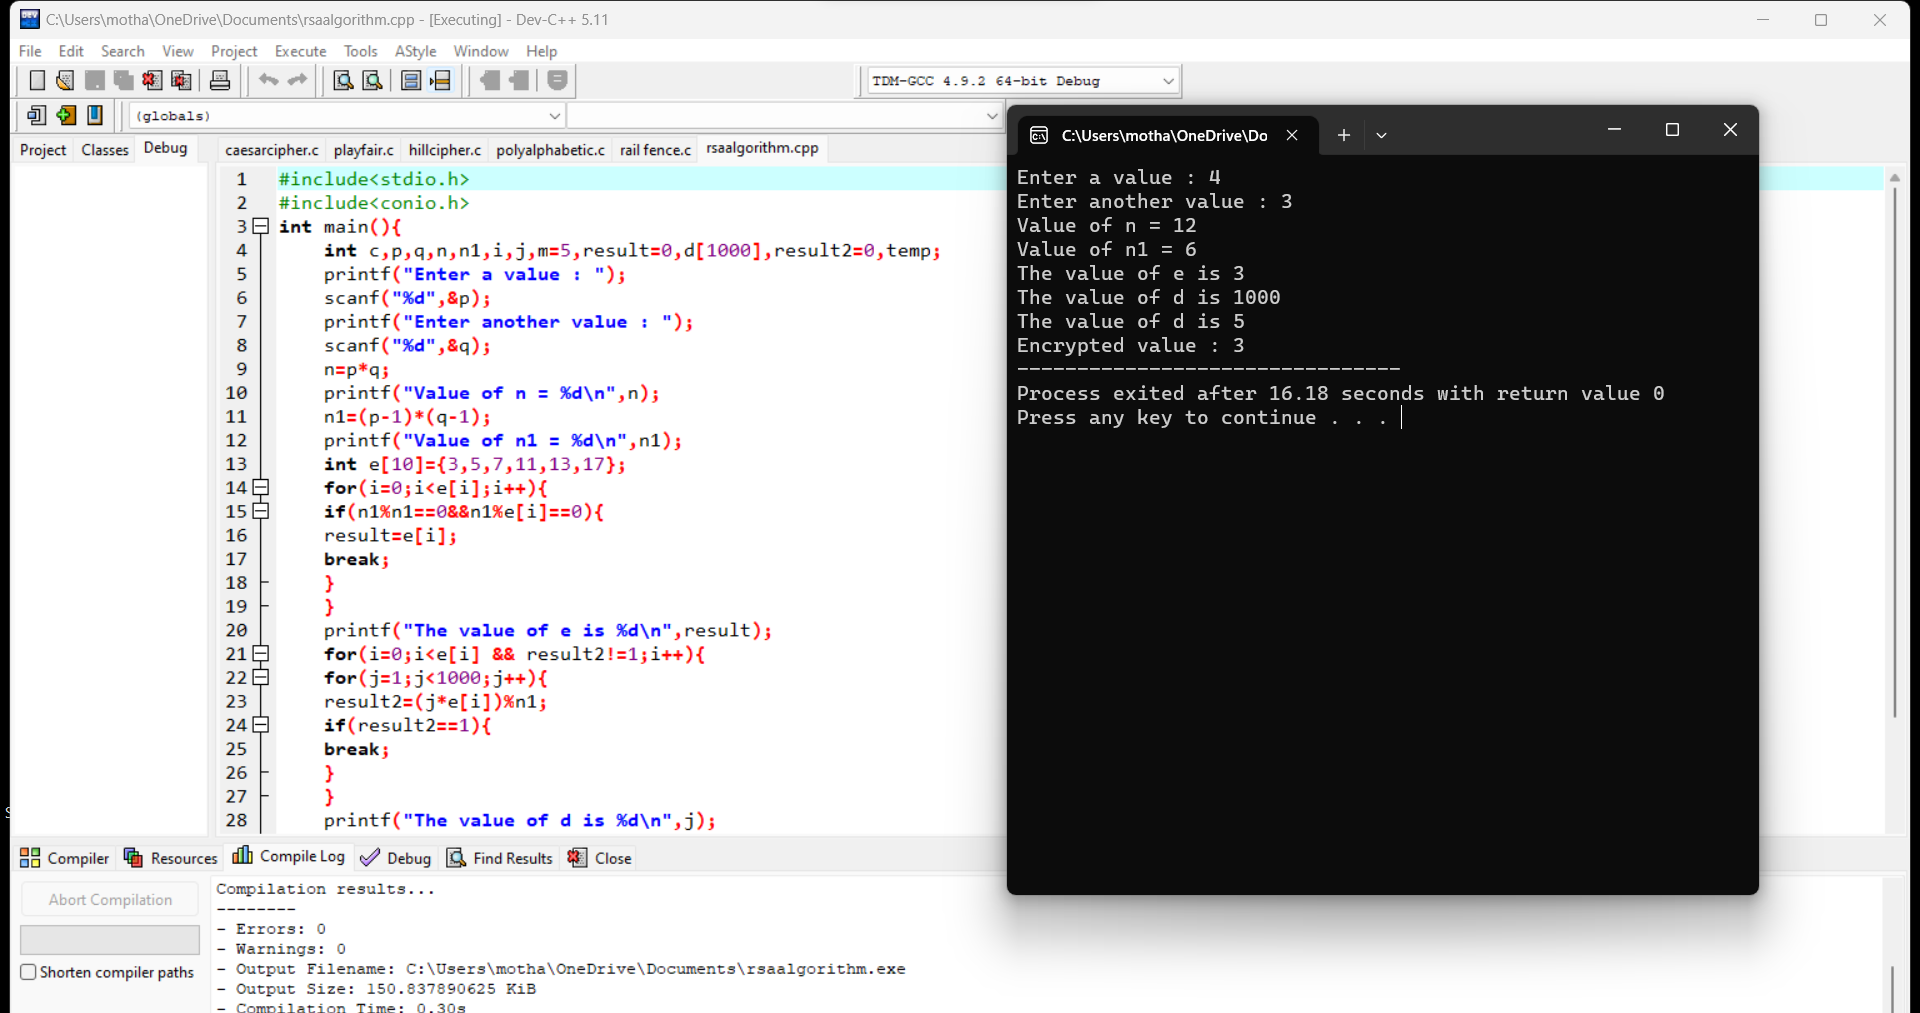 C:\Users\motha\OneDrive\Documents\rsaalgorithm.cpp - [Executing] - Dev-C++ 5.11
File Edit Search View Project Execute Tools AStyle Window Help
TDM-GCC 4.9.2 64-bit Debug
(globals)
Project Classes Debug
caesarcipher.c playfair.c hillcipher.c polyalphabetic.c rail fence.c rsaalgorithm.cpp
1 #include<stdio.h>
2 #include<conio.h>
3 int main(){
4 int c,p,q,n,n1,i,j,m=5,result=0,d[1000],result2=0,temp;
5 printf("Enter a value : ");
6 scanf("%d",&p);
7 printf("Enter another value : ");
8 scanf("%d",&q);
9 n=p*q;
10 printf("Value of n = %d\n",n);
11 n1=(p-1)*(q-1);
12 printf("Value of n1 = %d\n",n1);
13 int e[10]={3,5,7,11,13,17};
14 for(i=0;i<e[i];i++){
15 if(n1%n1==0&&n1%e[i]==0){
16 result=e[i];
17 break;
18 }
19 }
20 printf("The value of e is %d\n",result);
21 for(i=0;i<e[i] && result2!=1;i++){
22 for(j=1;j<1000;j++){
23 result2=(j*e[i])%n1;
24 if(result2==1){
25 break;
26 }
27 }
28 printf("The value of d is %d\n",j);
C:\Users\motha\OneDrive\Do
Enter a value : 4
Enter another value : 3
Value of n = 12
Value of n1 = 6
The value of e is 3
The value of d is 1000
The value of d is 5
Encrypted value : 3
--------------------------------
Process exited after 16.18 seconds with return value 0
Press any key to continue . . .
Compiler Resources Compile Log Debug Find Results Close
Abort Compilation
Shorten compiler paths
Compilation results...
--------
- Errors: 0
- Warnings: 0
- Output Filename: C:\Users\motha\OneDrive\Documents\rsaalgorithm.exe
- Output Size: 150.837890625 KiB
- Compilation Time: 0.30s